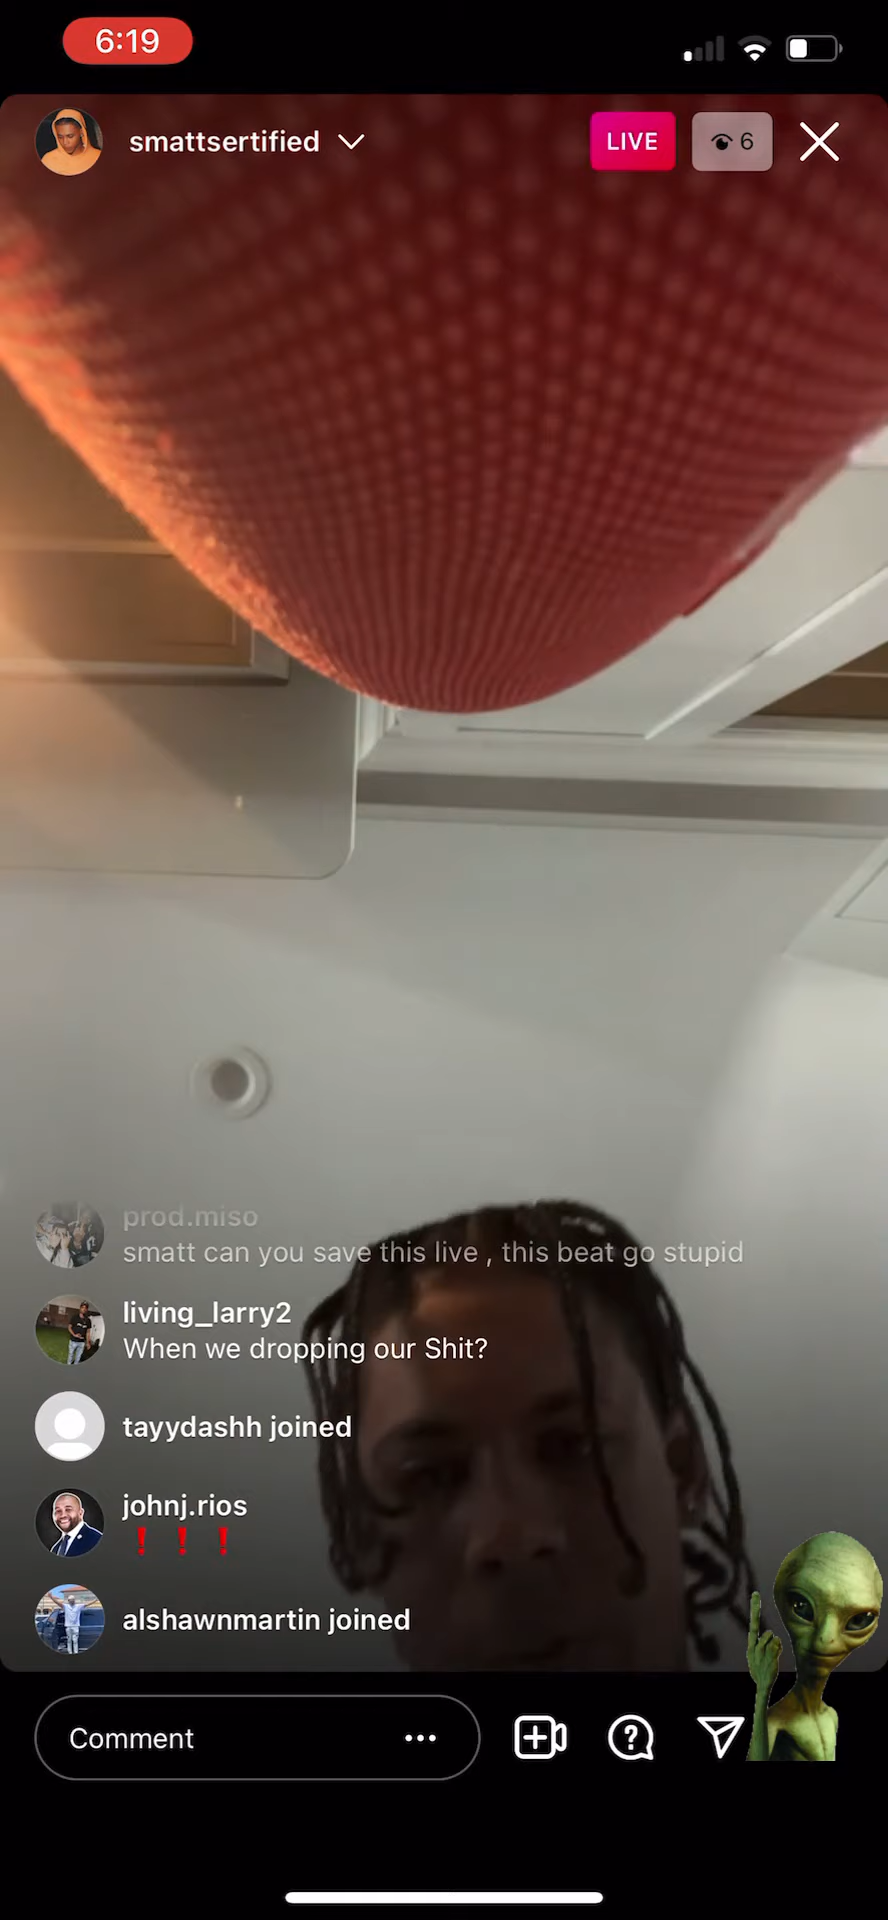 6:19
smattsertified
LIVE
6
prod.miso
smatt can you save this live , this beat go stupid
living_larry2
When we dropping our Shit?
tayydashh joined
johnj.rios
❗❗❗
alshawnmartin joined
Comment